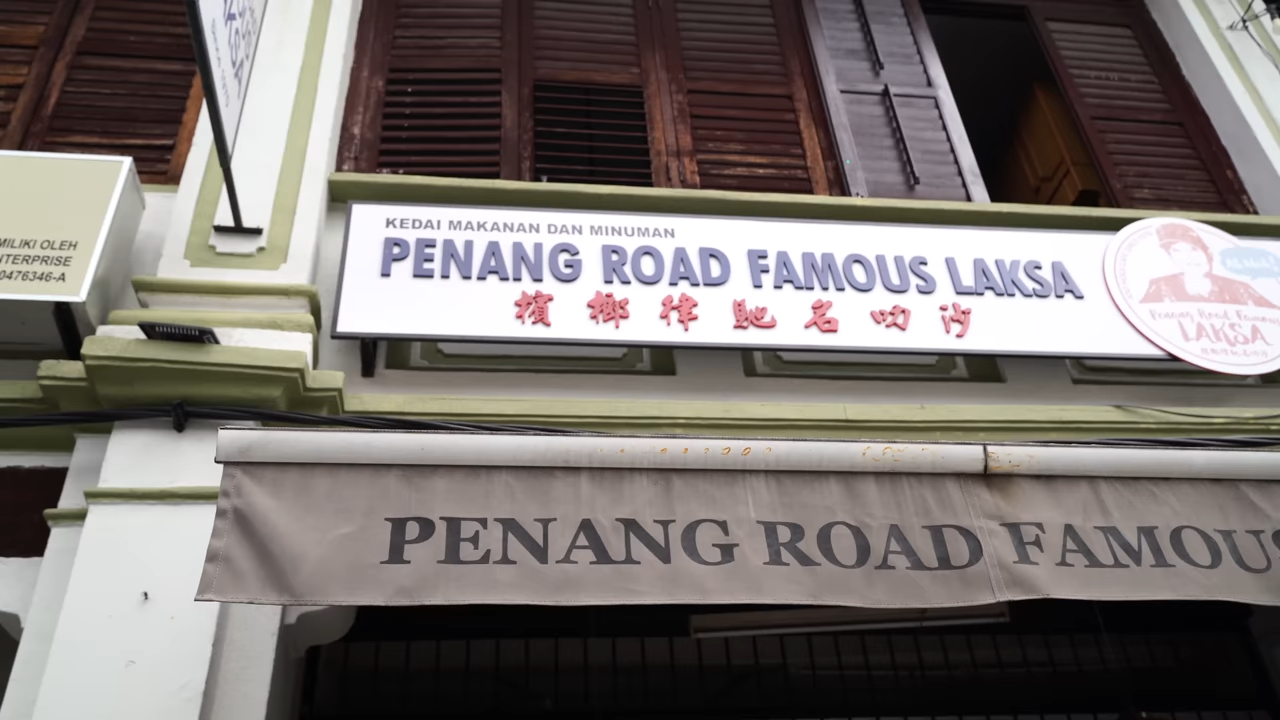 MILIKI OLEH
NTERPRISE
0476346-A
KEDAI MAKANAN DAN MINUMAN
PENANG ROAD FAMOUS LAKSA
檳榔律馳名叻沙
Penang Road Famous
LAKSA
PENANG ROAD FAMOUS